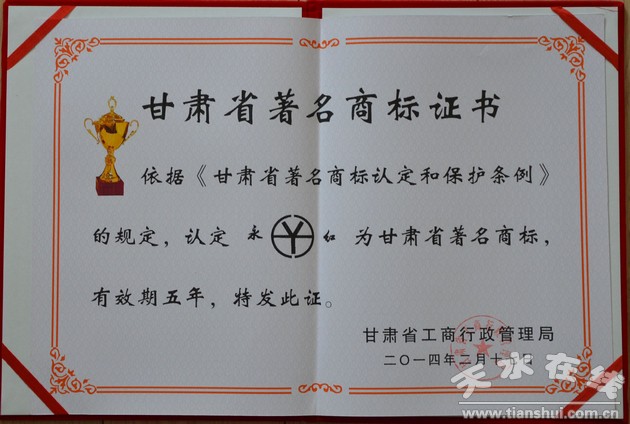 甘肃省著名商标证书
依据《甘肃省著名商标认定和保护条例》
的规定，认定 永 红 为甘肃省著名商标，
有效期五年，特发此证。
甘肃省工商行政管理局
二〇一四年二月十七日
天水在线
www.tianshui.com.cn